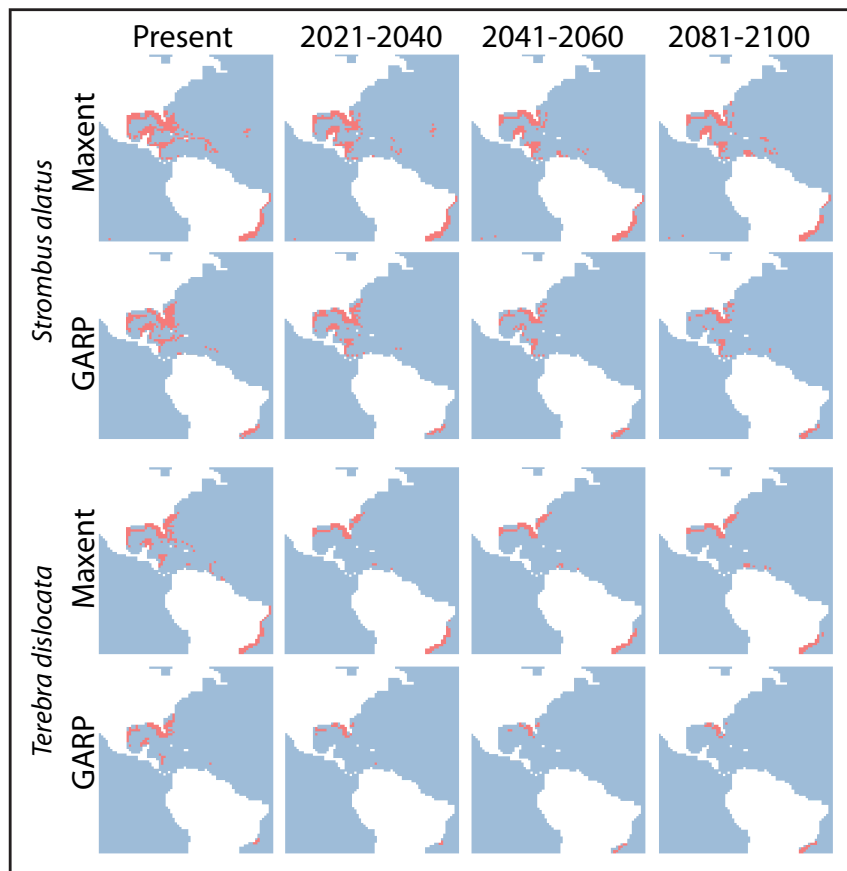 Present 2021-2040 2041-2060 2081-2100
Strombus alatus
Maxent
GARP
Terebra dislocata
Maxent
GARP